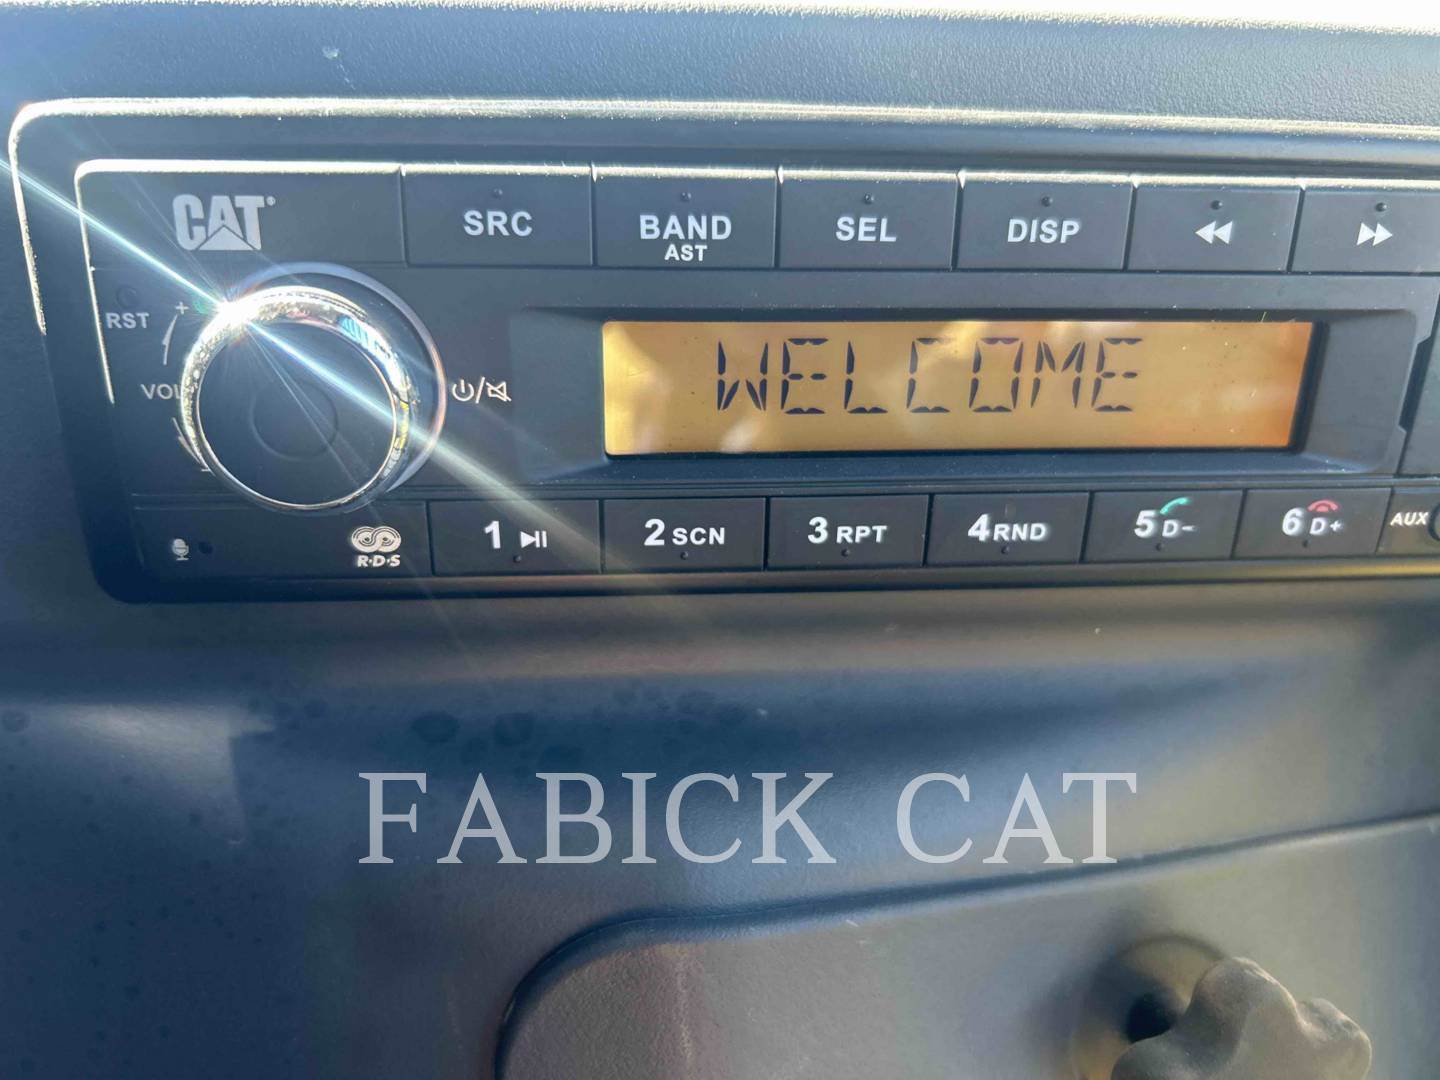 CAT®
SRC
BAND
AST
SEL
DISP
RST
+
VOL
WELCOME
-
R·D·S
1
2 SCN
3 RPT
4 RND
5 D-
6 D+
AUX
FABICK CAT